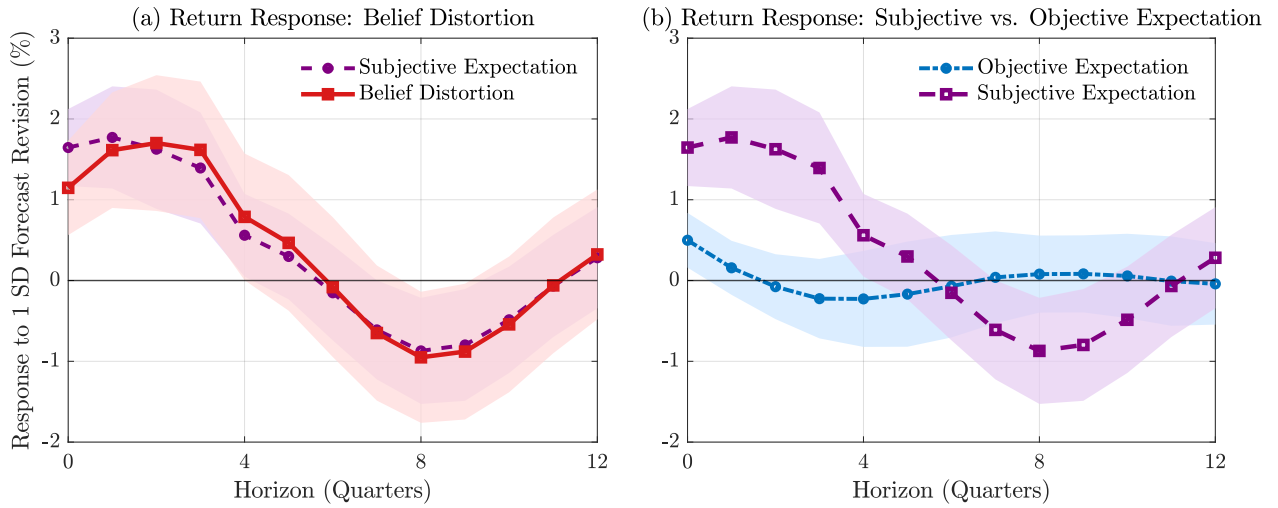 (a) Return Response: Belief Distortion
Response to 1 SD Forecast Revision (%)
3
2
1
0
-1
-2
Subjective Expectation
Belief Distortion
0 4 8 12
Horizon (Quarters)
(b) Return Response: Subjective vs. Objective Expectation
3
2
1
0
-1
-2
Objective Expectation
Subjective Expectation
0 4 8 12
Horizon (Quarters)